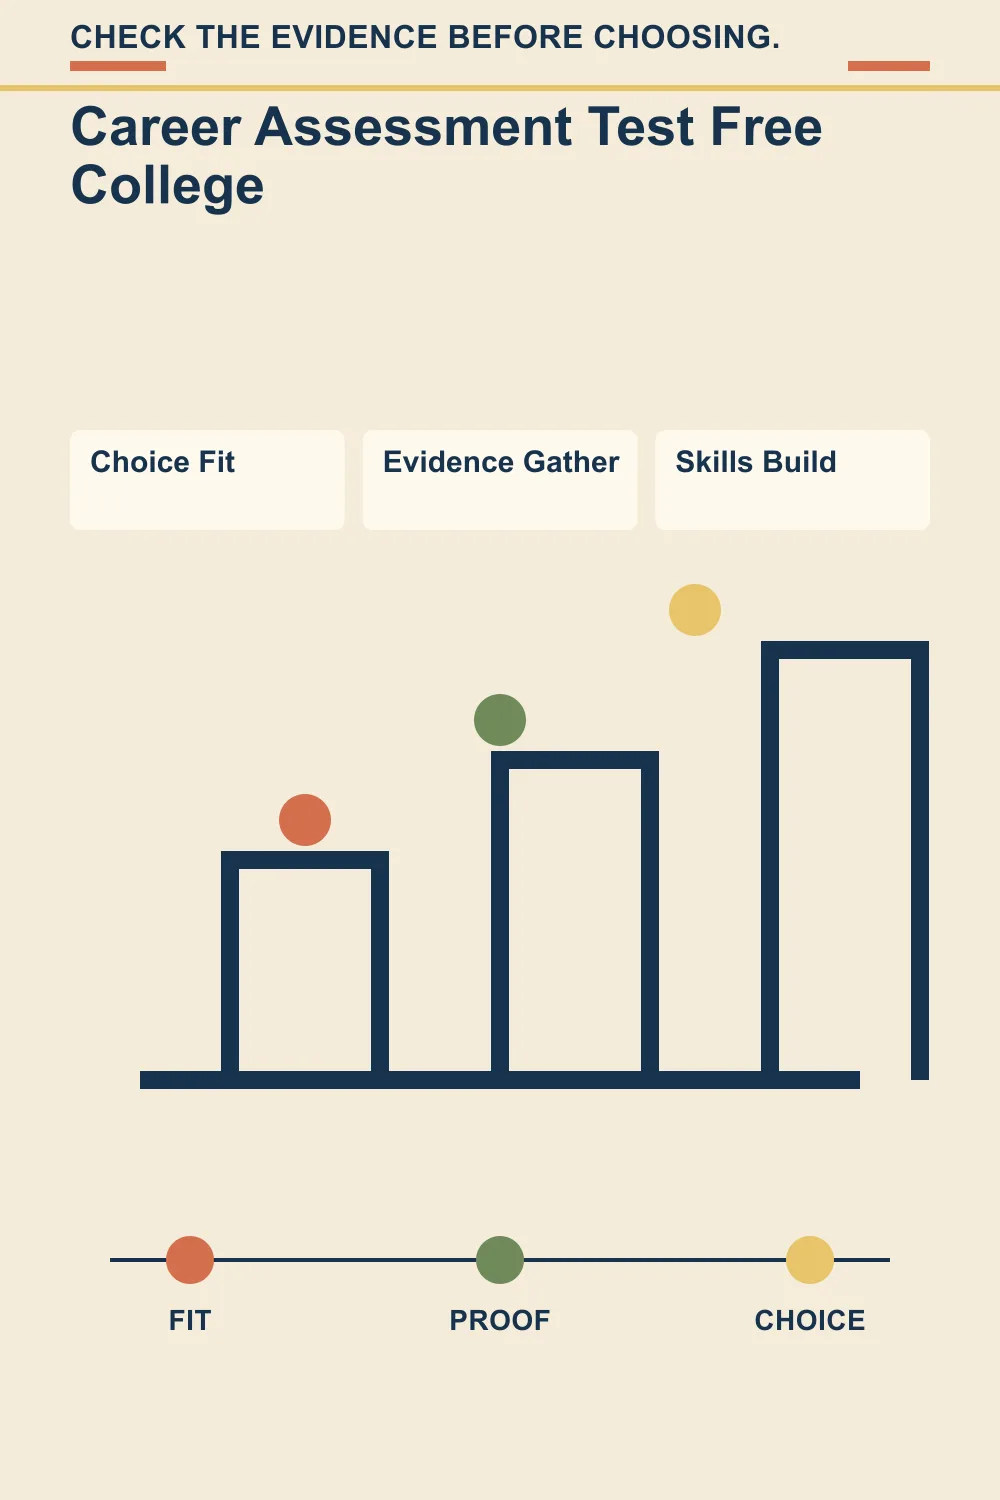 CHECK THE EVIDENCE BEFORE CHOOSING.
Career Assessment Test Free
College
Choice Fit
Evidence Gather
Skills Build
FIT
PROOF
CHOICE